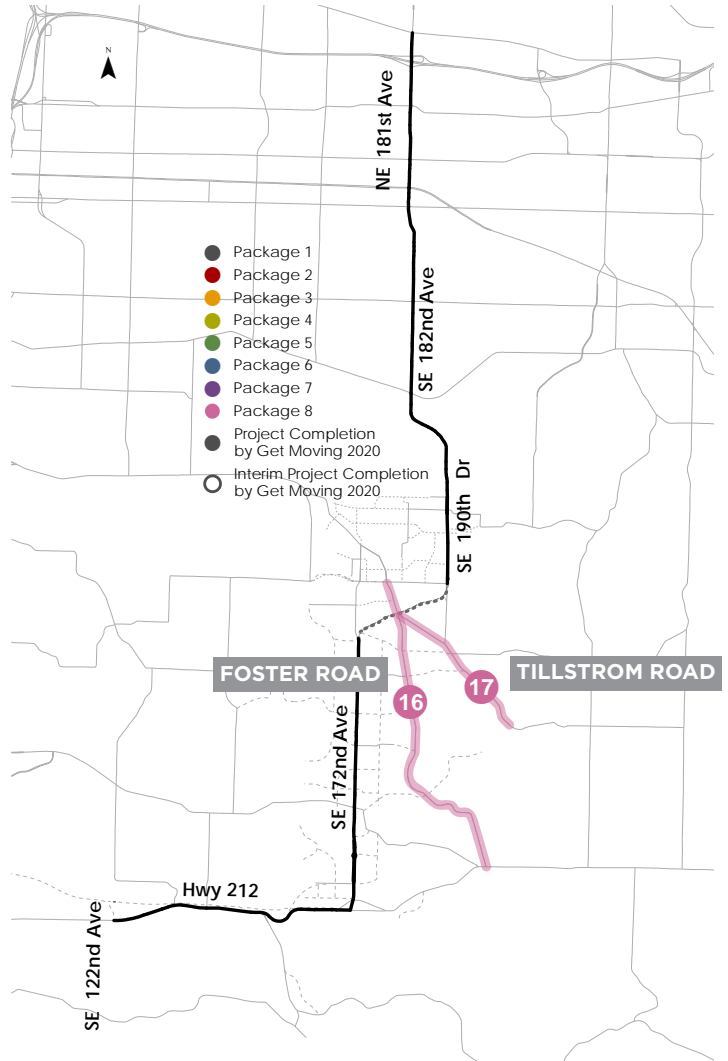 N
NE 181st Ave
Package 1
Package 2
Package 3
Package 4
Package 5
Package 6
Package 7
Package 8
Project Completion
by Get Moving 2020
Interim Project Completion
by Get Moving 2020
SE 182nd Ave
SE 190th Dr
FOSTER ROAD
TILLSTROM ROAD
16
17
SE 172nd Ave
Hwy 212
SE 122nd Ave